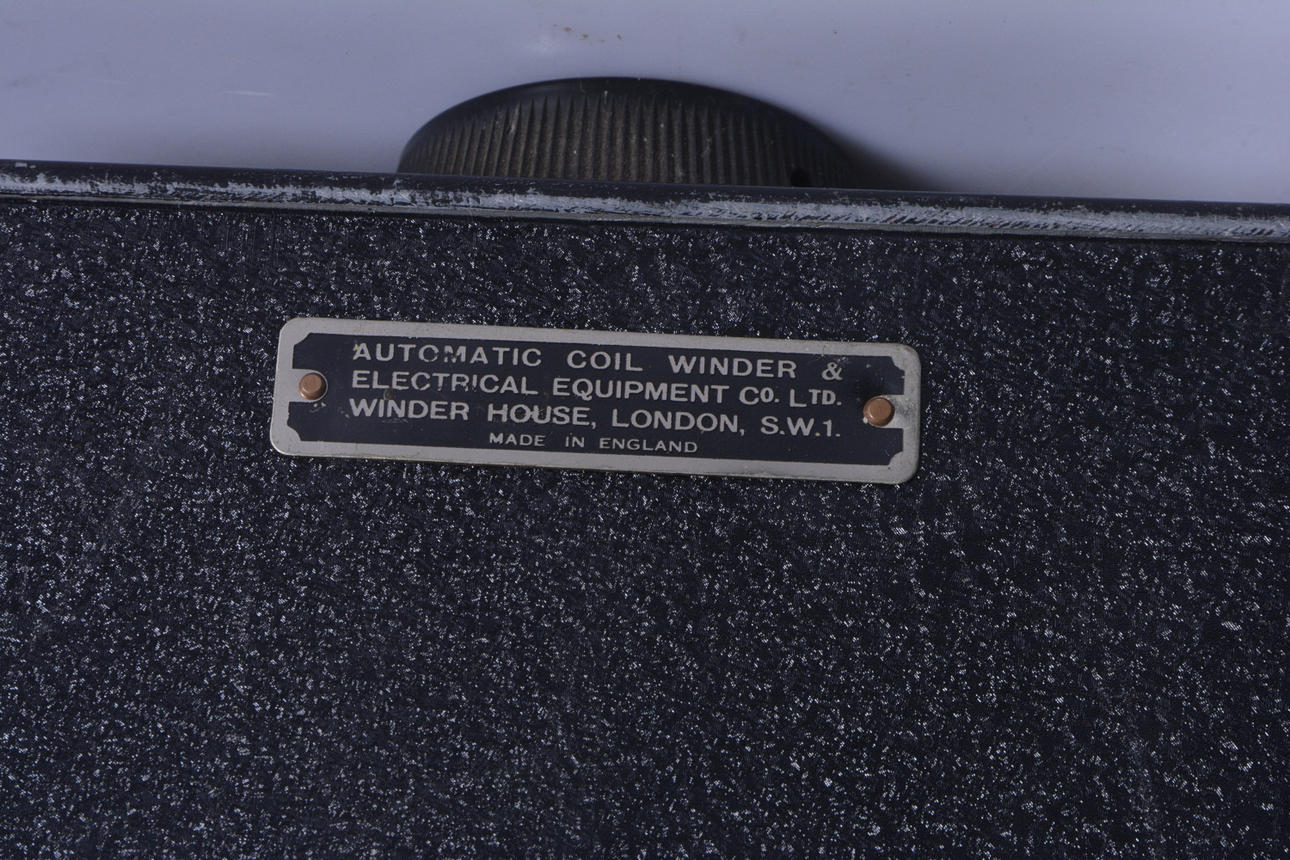 AUTOMATIC COIL WINDER &
ELECTRICAL EQUIPMENT CO. LTD.
WINDER HOUSE, LONDON, S.W.1.
MADE IN ENGLAND